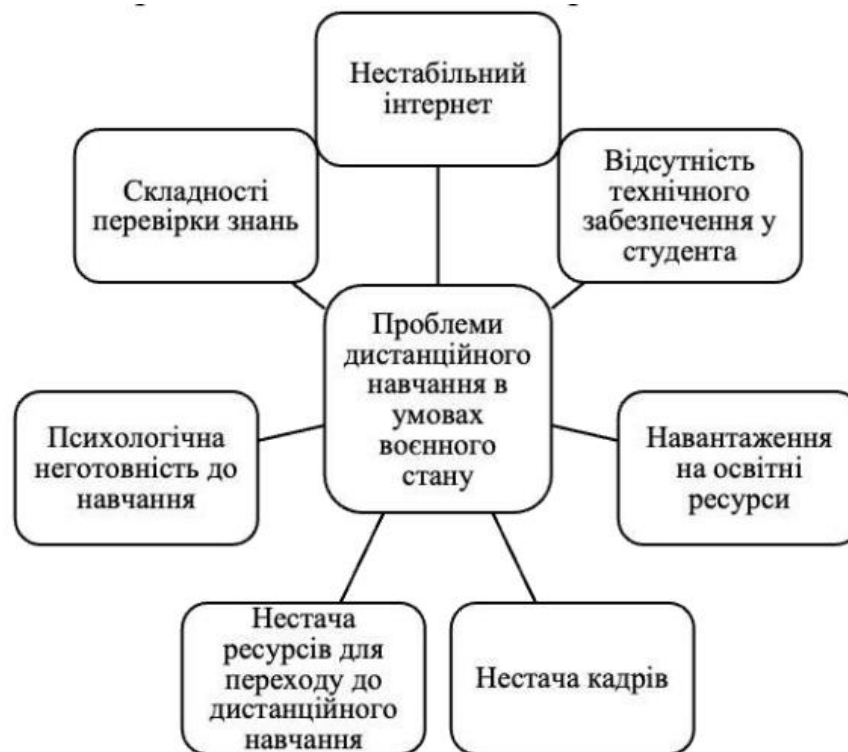 Нестабільний
інтернет
Складності
перевірки знань
Відсутність
технічного
забезпечення у
студента
Проблеми
дистанційного
навчання в
умовах
воєнного
стану
Психологічна
неготовність до
навчання
Навантаження
на освітні
ресурси
Нестача
ресурсів для
переходу до
дистанційного
навчання
Нестача кадрів